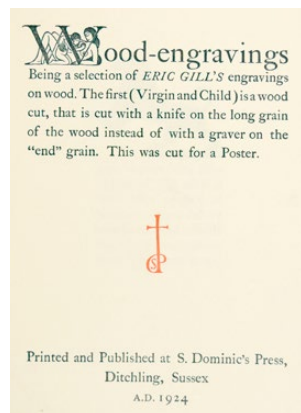 Wood-engravings
Being a selection of ERIC GILL'S engravings
on wood. The first (Virgin and Child) is a wood
cut, that is cut with a knife on the long grain
of the wood instead of with a graver on the
“end” grain. This was cut for a Poster.
Printed and Published at S. Dominic's Press,
Ditchling, Sussex
A.D. 1924